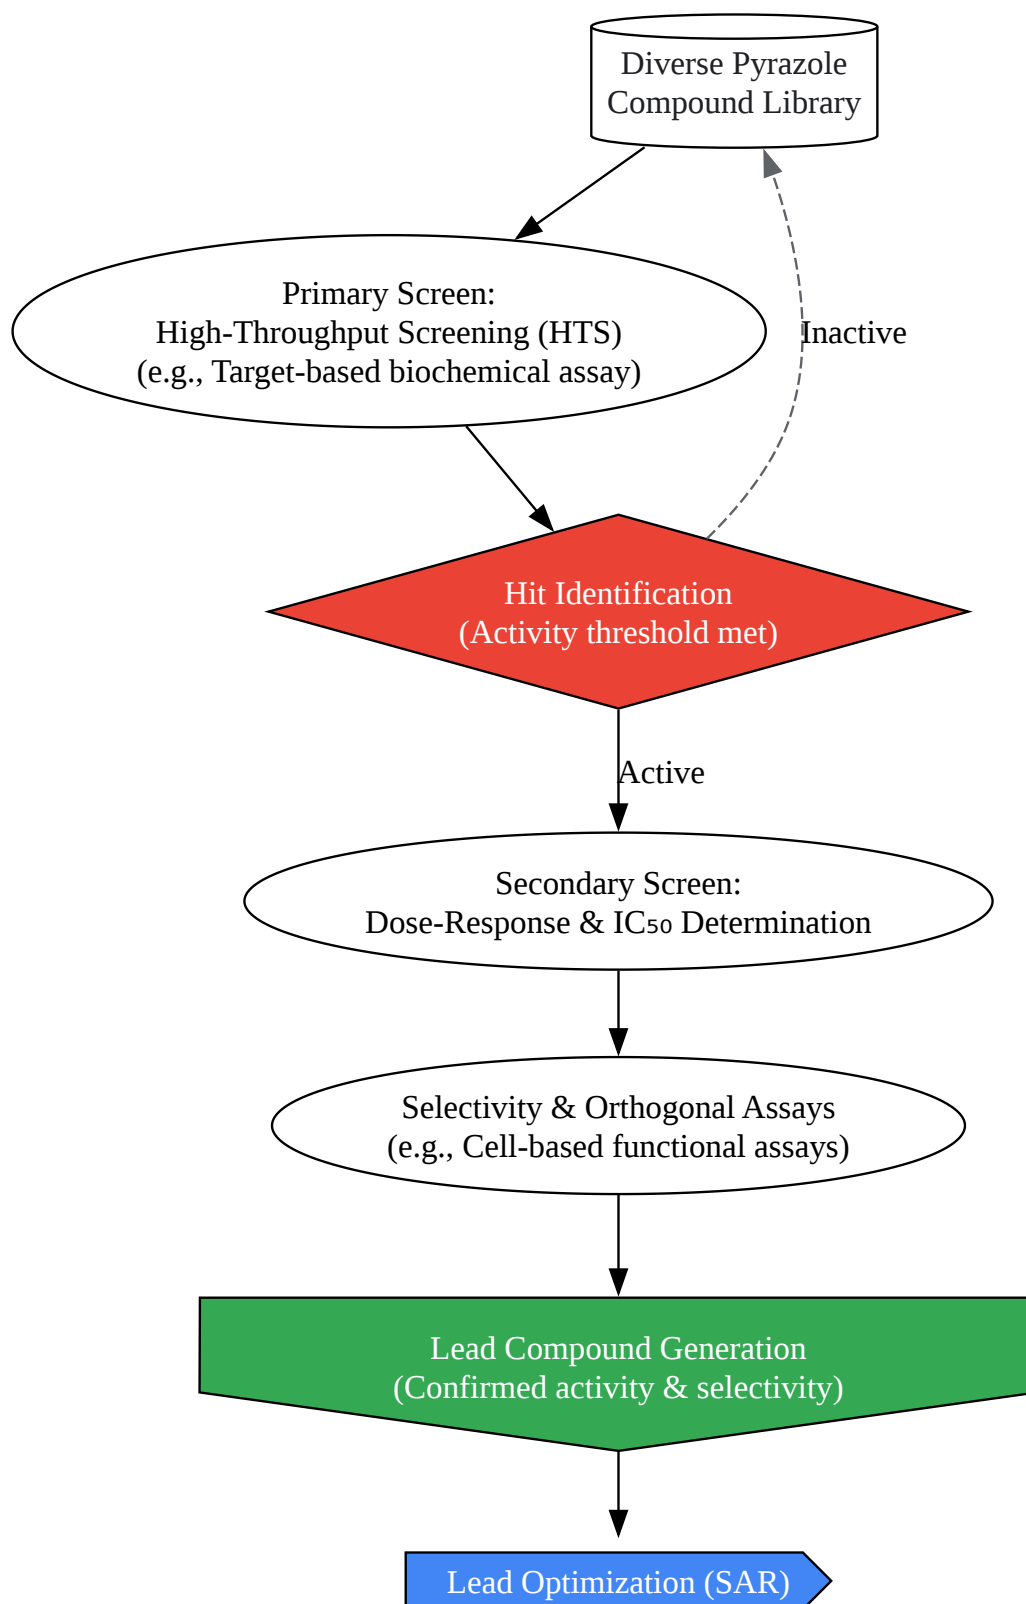 Diverse Pyrazole
Compound Library
Primary Screen:
High-Throughput Screening (HTS)
(e.g., Target-based biochemical assay)
Inactive
Hit Identification
(Activity threshold met)
Active
Secondary Screen:
Dose-Response & IC₅₀ Determination
Selectivity & Orthogonal Assays
(e.g., Cell-based functional assays)
Lead Compound Generation
(Confirmed activity & selectivity)
Lead Optimization (SAR)